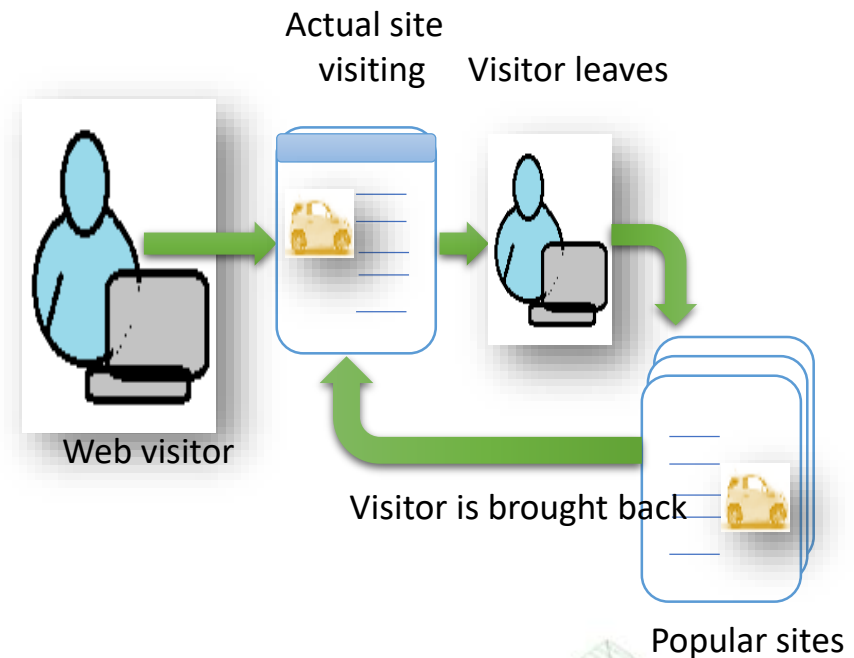 Actual site
visiting
Visitor leaves
Web visitor
Visitor is brought back
Popular sites